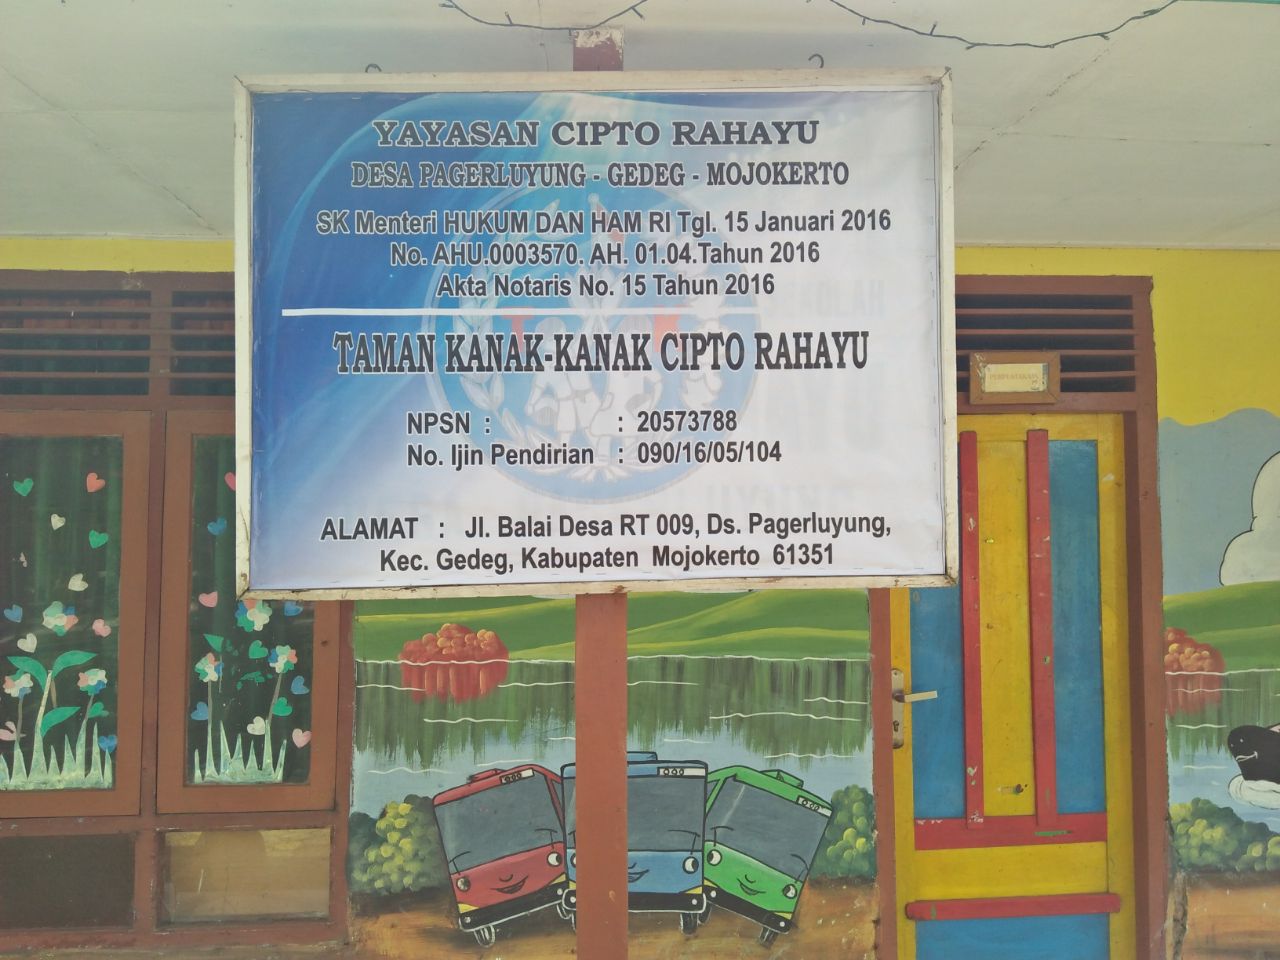 YAYASAN CIPTO RAHAYU
DESA PAGERLUYUNG - GEDEG - MOJOKERTO
SK Menteri HUKUM DAN HAM RI Tgl. 15 Januari 2016
No. AHU.0003570. AH. 01.04.Tahun 2016
Akta Notaris No. 15 Tahun 2016
TAMAN KANAK-KANAK CIPTO RAHAYU
NPSN : : 20573788
No. Ijin Pendirian : 090/16/05/104
ALAMAT : Jl. Balai Desa RT 009, Ds. Pagerluyung,
Kec. Gedeg, Kabupaten Mojokerto 61351
PERPUSTAKAAN